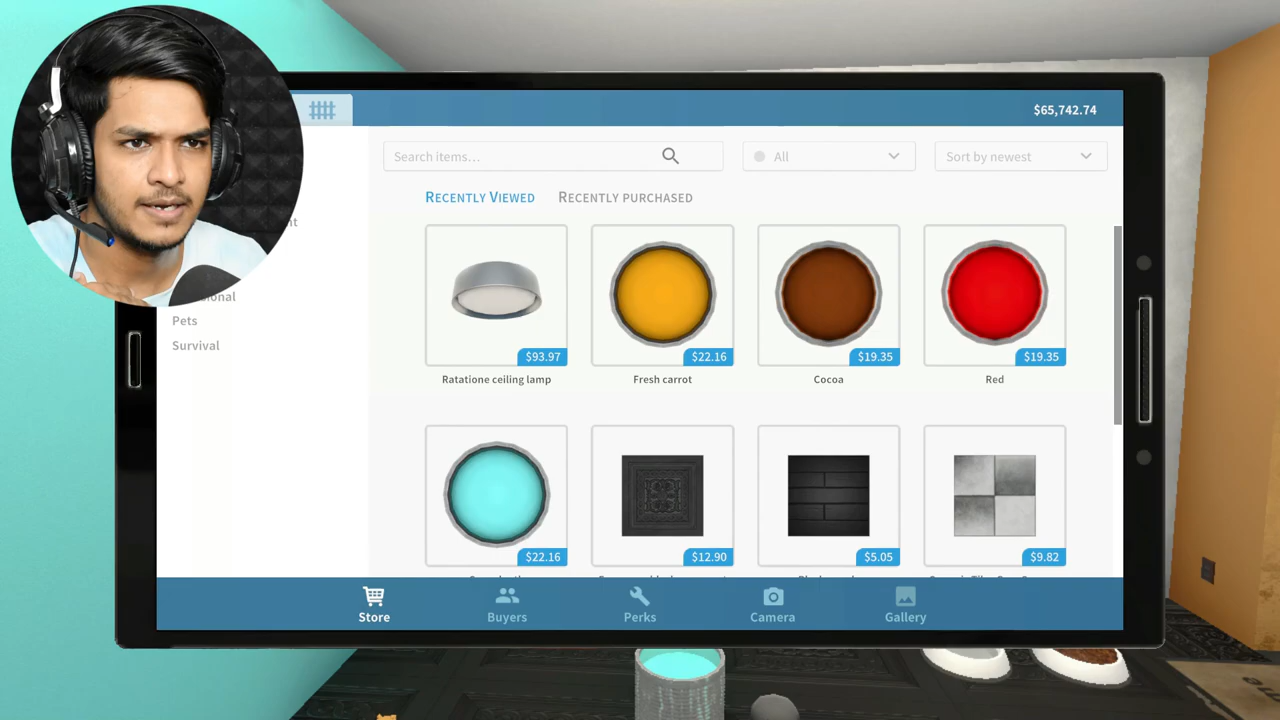 $65,742.74
Search items...
All
Sort by newest
RECENTLY VIEWED
RECENTLY PURCHASED
Pets
Survival
$93.97
$22.16
$19.35
$19.35
Ratatione ceiling lamp
Fresh carrot
Cocoa
Red
$22.16
$12.90
$5.05
$9.82
Store
Buyers
Perks
Camera
Gallery